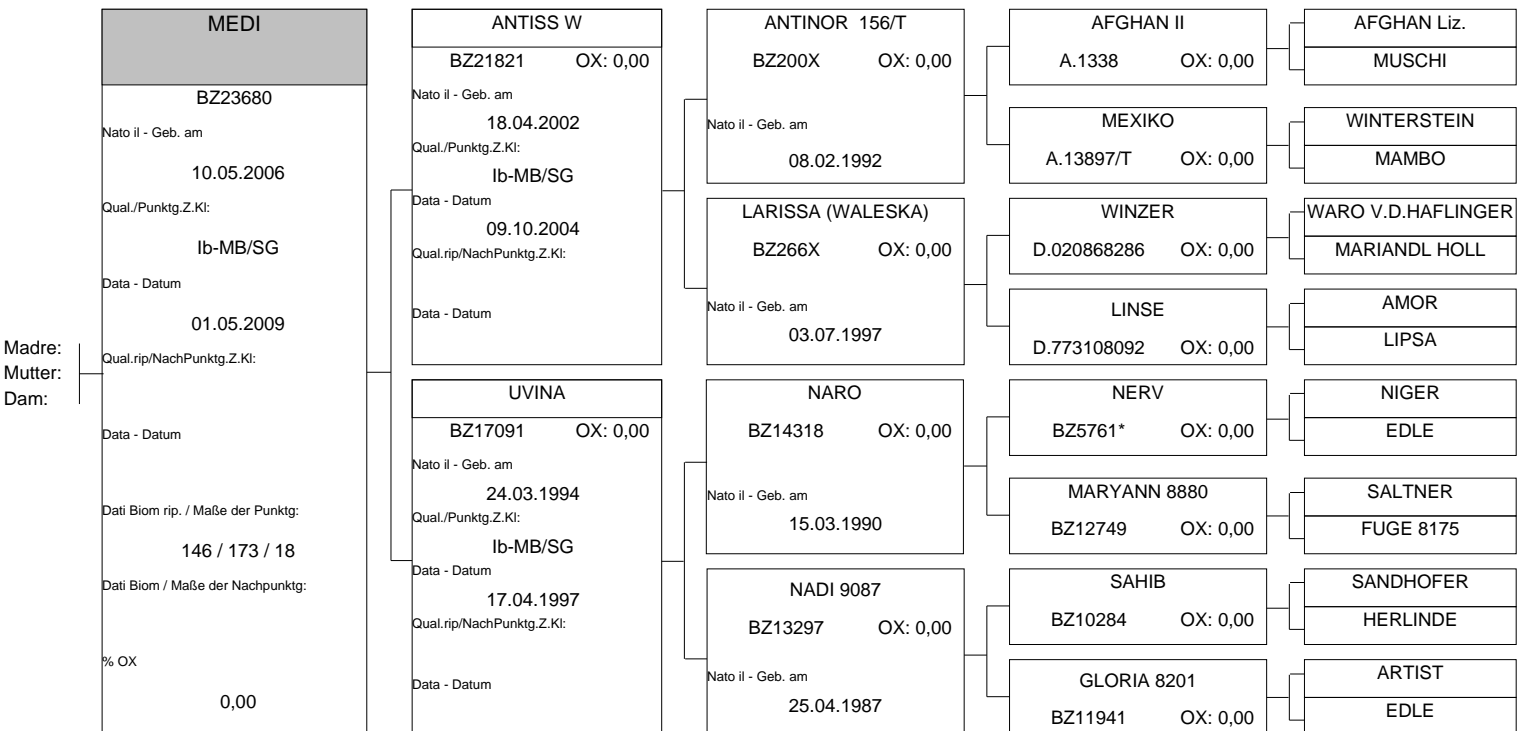 Madre:
Mutter:
Dam:
MEDI
BZ23680
Nato il - Geb. am
10.05.2006
Qual./Punktg.Z.Kl:
Ib-MB/SG
Data - Datum
01.05.2009
Qual.rip/NachPunktg.Z.Kl:
Data - Datum
Dati Biom rip. / Maße der Punktg:
146 / 173 / 18
Dati Biom / Maße der Nachpunktg:
% OX
0,00
ANTISS W
BZ21821 OX: 0,00
Nato il - Geb. am
18.04.2002
Qual./Punktg.Z.Kl:
Ib-MB/SG
Data - Datum
09.10.2004
Qual.rip/NachPunktg.Z.Kl:
Data - Datum
UVINA
BZ17091 OX: 0,00
Nato il - Geb. am
24.03.1994
Qual./Punktg.Z.Kl:
Ib-MB/SG
Data - Datum
17.04.1997
Qual.rip/NachPunktg.Z.Kl:
Data - Datum
ANTINOR 156/T
BZ200X OX: 0,00
Nato il - Geb. am
08.02.1992
LARISSA (WALESKA)
BZ266X OX: 0,00
Nato il - Geb. am
03.07.1997
NARO
BZ14318 OX: 0,00
Nato il - Geb. am
15.03.1990
NADI 9087
BZ13297 OX: 0,00
Nato il - Geb. am
25.04.1987
AFGHAN II
A.1338 OX: 0,00
MEXIKO
A.13897/T OX: 0,00
WINZER
D.020868286 OX: 0,00
LINSE
D.773108092 OX: 0,00
NERV
BZ5761* OX: 0,00
MARYANN 8880
BZ12749 OX: 0,00
SAHIB
BZ10284 OX: 0,00
GLORIA 8201
BZ11941 OX: 0,00
AFGHAN Liz.
MUSCHI
WINTERSTEIN
MAMBO
WARO V.D.HAFLINGER
MARIANDL HOLL
AMOR
LIPSA
NIGER
EDLE
SALTNER
FUGE 8175
SANDHOFER
HERLINDE
ARTIST
EDLE